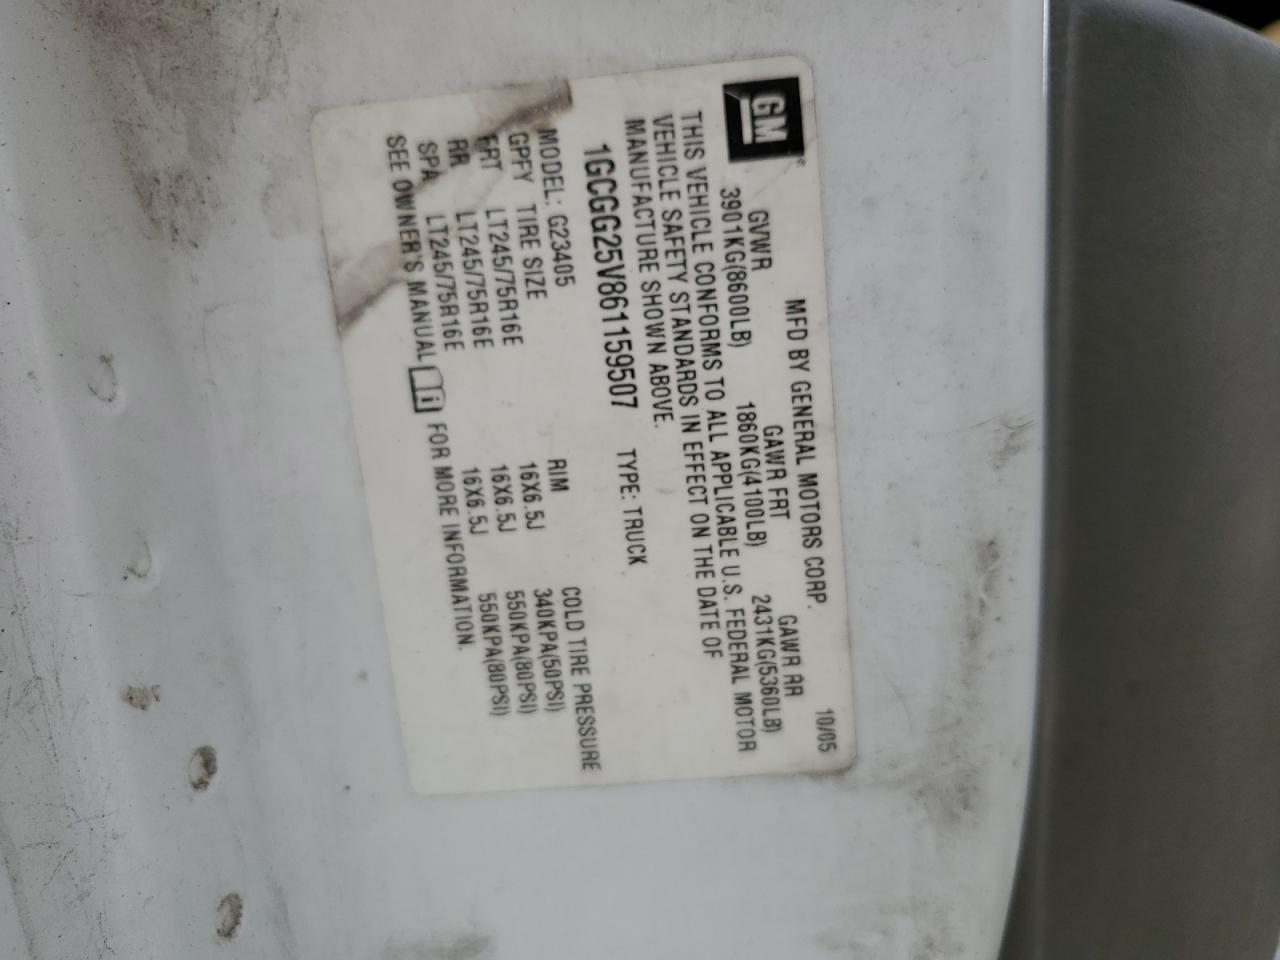 GM
MFD BY GENERAL MOTORS CORP. 10/05
GVWR GAWR FRT GAWR RR
3901KG(8600LB) 1860KG(4100LB) 2431KG(5360LB)
THIS VEHICLE CONFORMS TO ALL APPLICABLE U.S. FEDERAL MOTOR
VEHICLE SAFETY STANDARDS IN EFFECT ON THE DATE OF
MANUFACTURE SHOWN ABOVE.
1GCGG25V861159507 TYPE: TRUCK
MODEL: G23405
GPFY TIRE SIZE RIM COLD TIRE PRESSURE
FRT LT245/75R16E 16X6.5J 340KPA(50PSI)
RR LT245/75R16E 16X6.5J 550KPA(80PSI)
SPA LT245/75R16E 16X6.5J 550KPA(80PSI)
SEE OWNER'S MANUAL i FOR MORE INFORMATION.